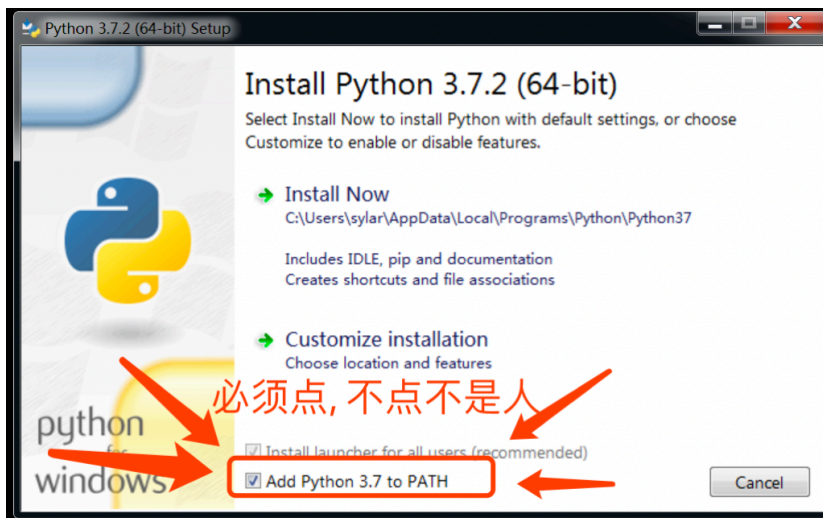 Python 3.7.2 (64-bit) Setup
Install Python 3.7.2 (64-bit)
Select Install Now to install Python with default settings, or choose
Customize to enable or disable features.
Install Now
C:\Users\sylar\AppData\Local\Programs\Python\Python37
Includes IDLE, pip and documentation
Creates shortcuts and file associations
Customize installation
Choose location and features
必须点, 不点不是人
python
for
windows
Install launcher for all users (recommended)
Add Python 3.7 to PATH
Cancel